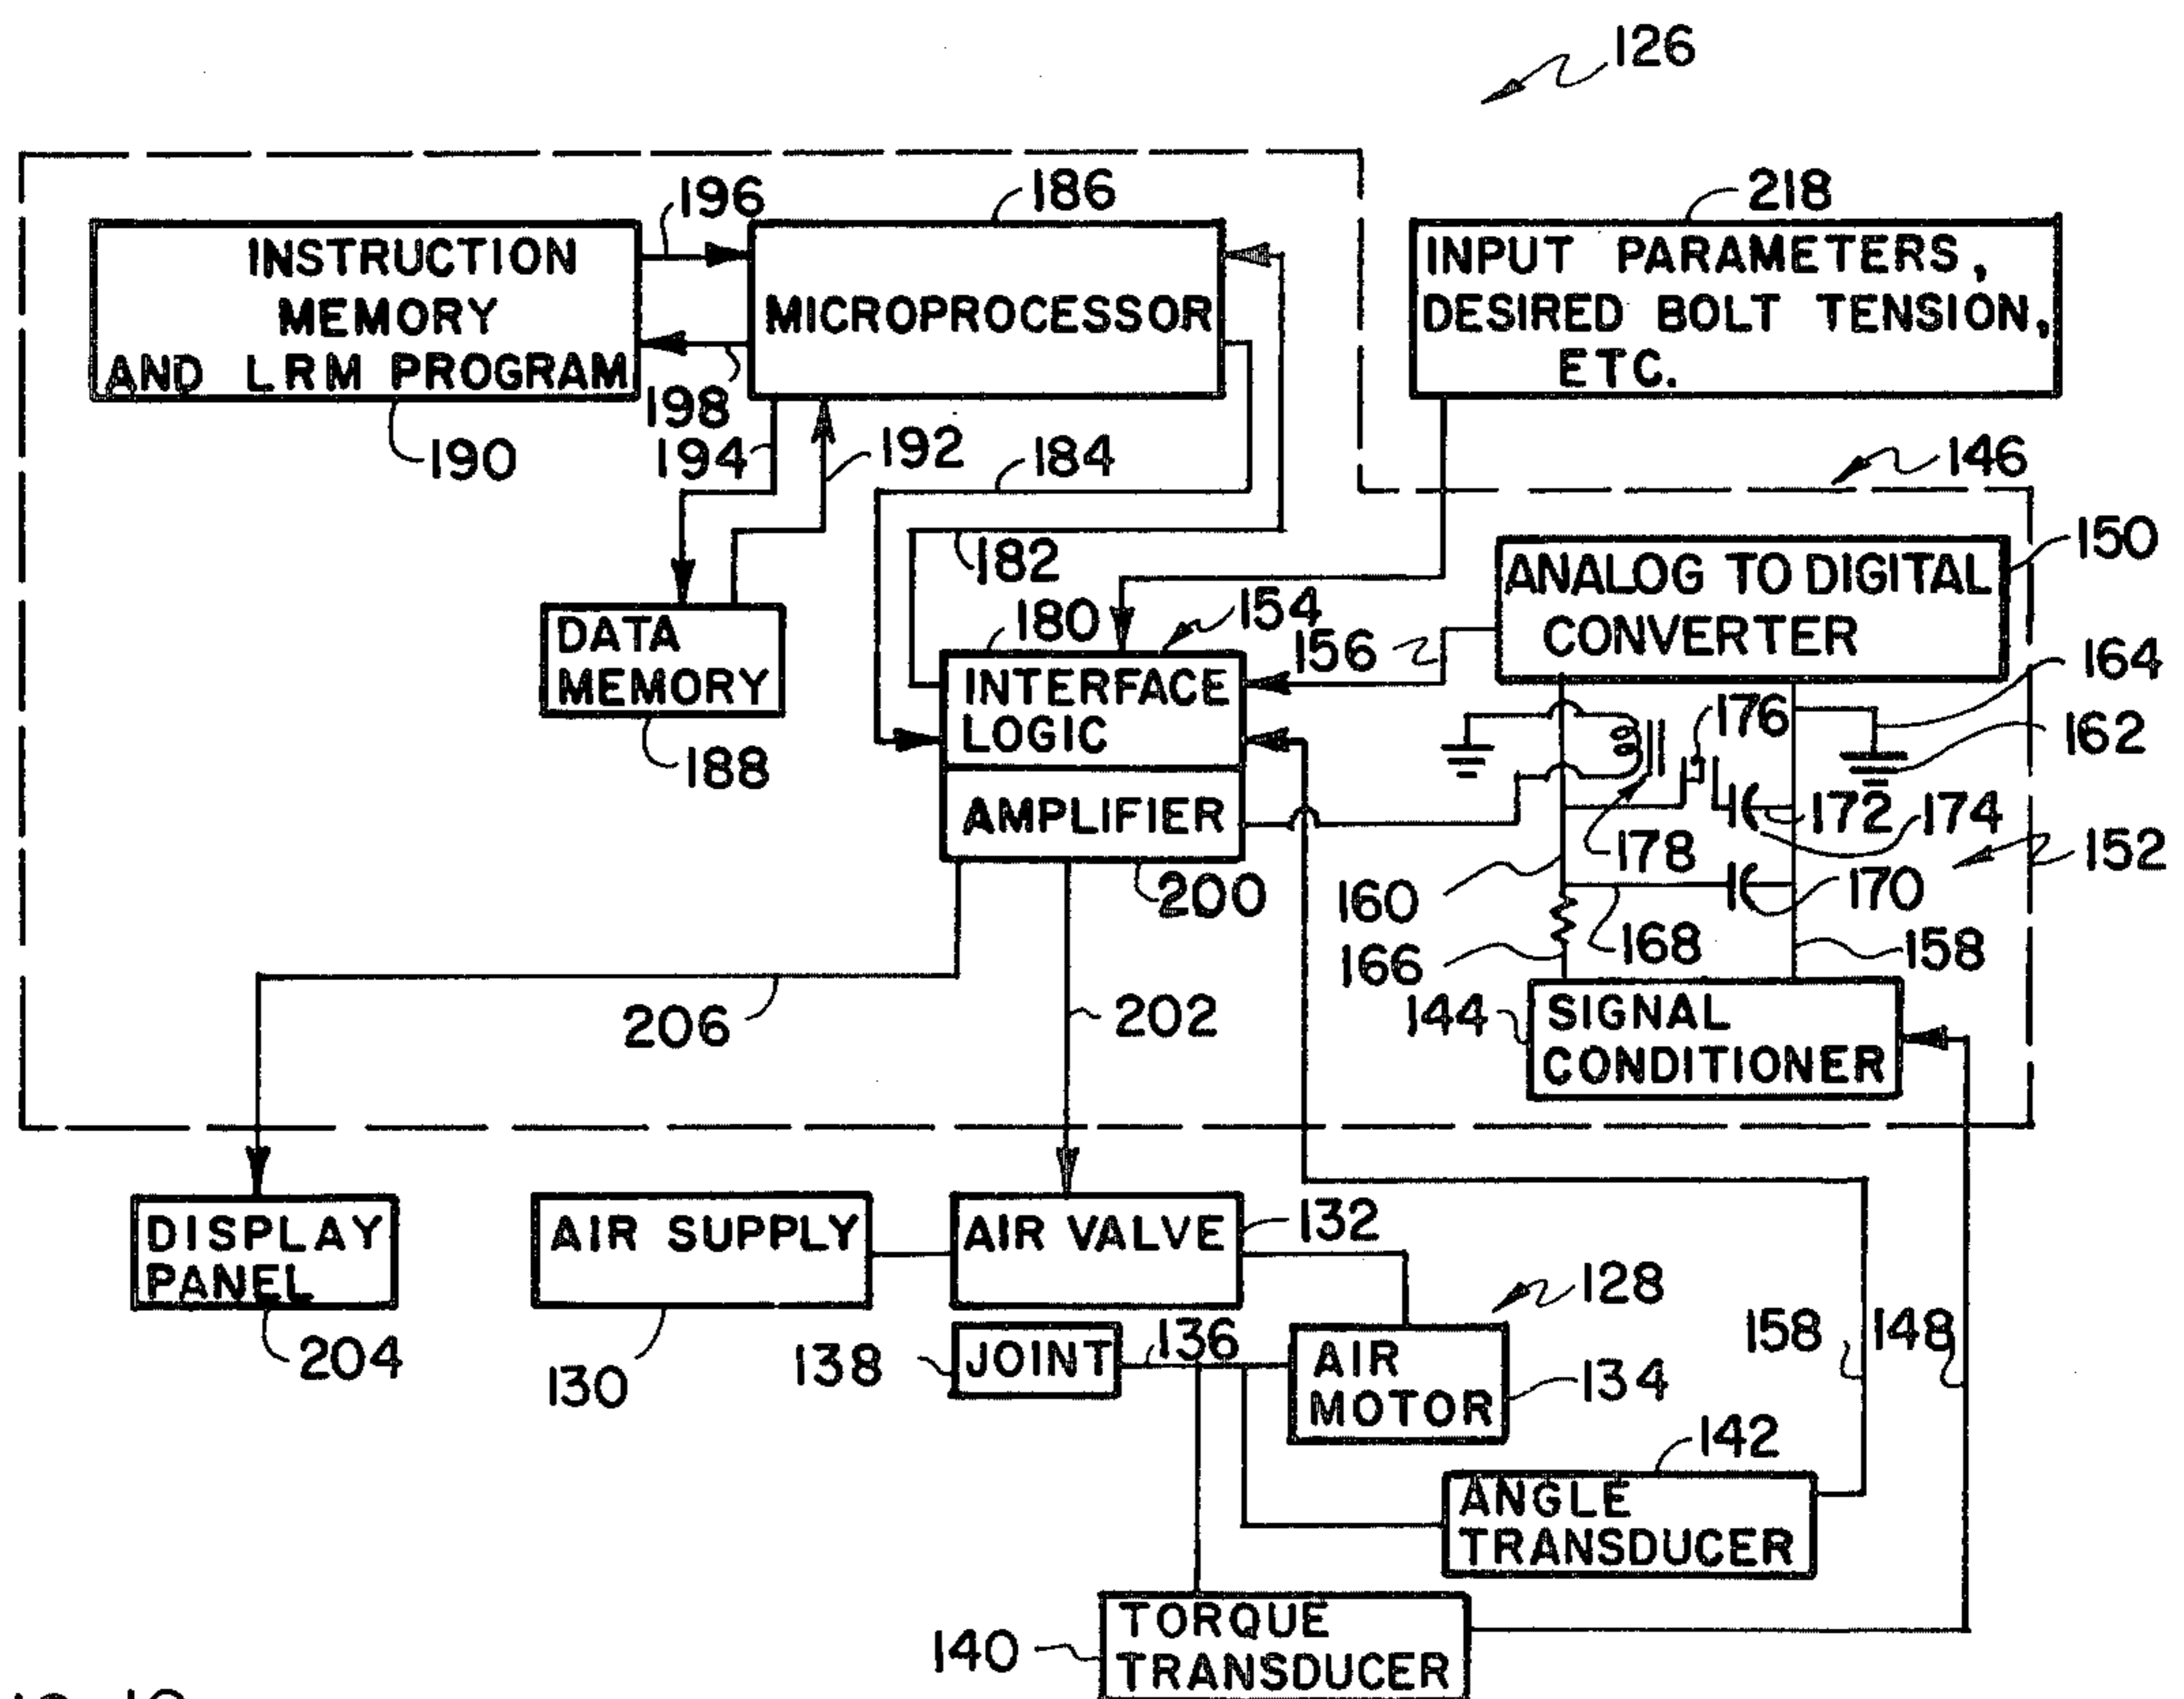 126
196
186
218
INSTRUCTION
MEMORY
AND LRM PROGRAM
MICROPROCESSOR
INPUT PARAMETERS,
DESIRED BOLT TENSION,
ETC.
198
190
194
192
184
146
182
150
ANALOG TO DIGITAL
CONVERTER
180
154
156
164
DATA
MEMORY
INTERFACE
LOGIC
176
162
188
AMPLIFIER
172
174
178
152
200
160
170
168
166
158
206
202
144
SIGNAL
CONDITIONER
DISPLAY
PANEL
AIR SUPPLY
AIR VALVE
132
128
204
130
138
JOINT
136
AIR
MOTOR
134
158
148
142
ANGLE
TRANSDUCER
140
TORQUE
TRANSDUCER